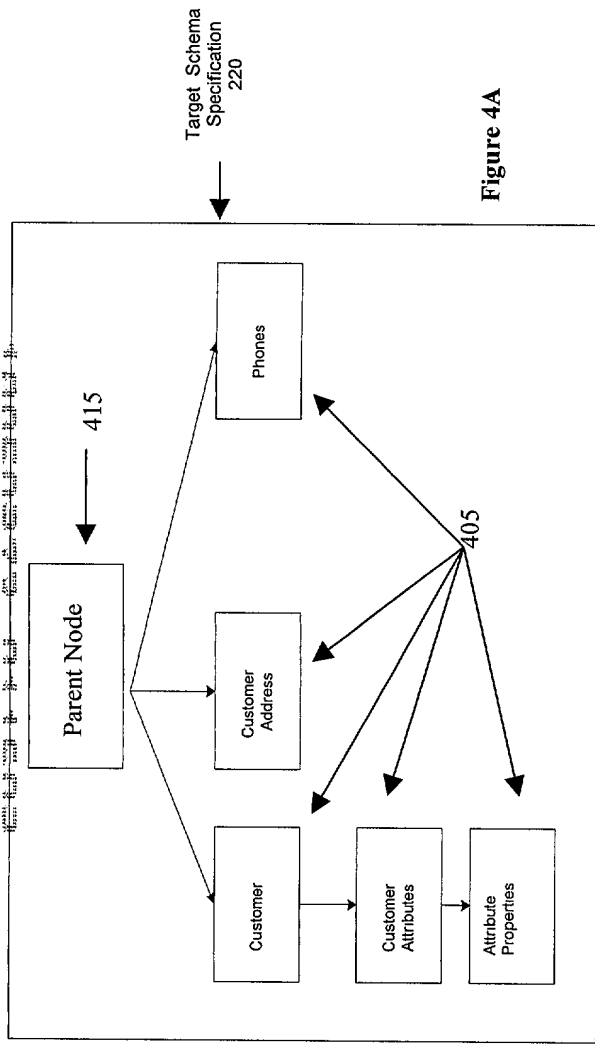 Parent Node
415
Target Schema
Specification
220
Customer
Customer
Address
Phones
Customer
Attributes
405
Attribute
Properties
Figure 4A